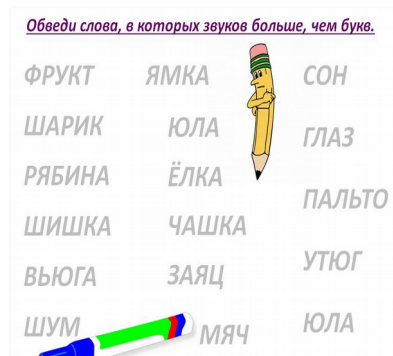 Обведи слова, в которых звуков больше, чем букв.
ФРУКТ ЯМКА СОН
ШАРИК ЮЛА ГЛАЗ
РЯБИНА ЁЛКА ПАЛЬТО
ШИШКА ЧАШКА УТЮГ
ВЬЮГА ЗАЯЦ ЮЛА
ШУМ МЯЧ